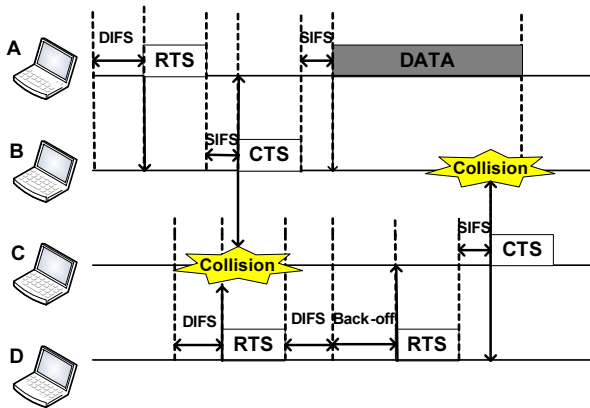 DIFS
SIFS
A
RTS
DATA
SIFS
B
CTS
Collision
SIFS
C
CTS
Collision
DIFS
DIFS
Back-off
D
RTS
RTS